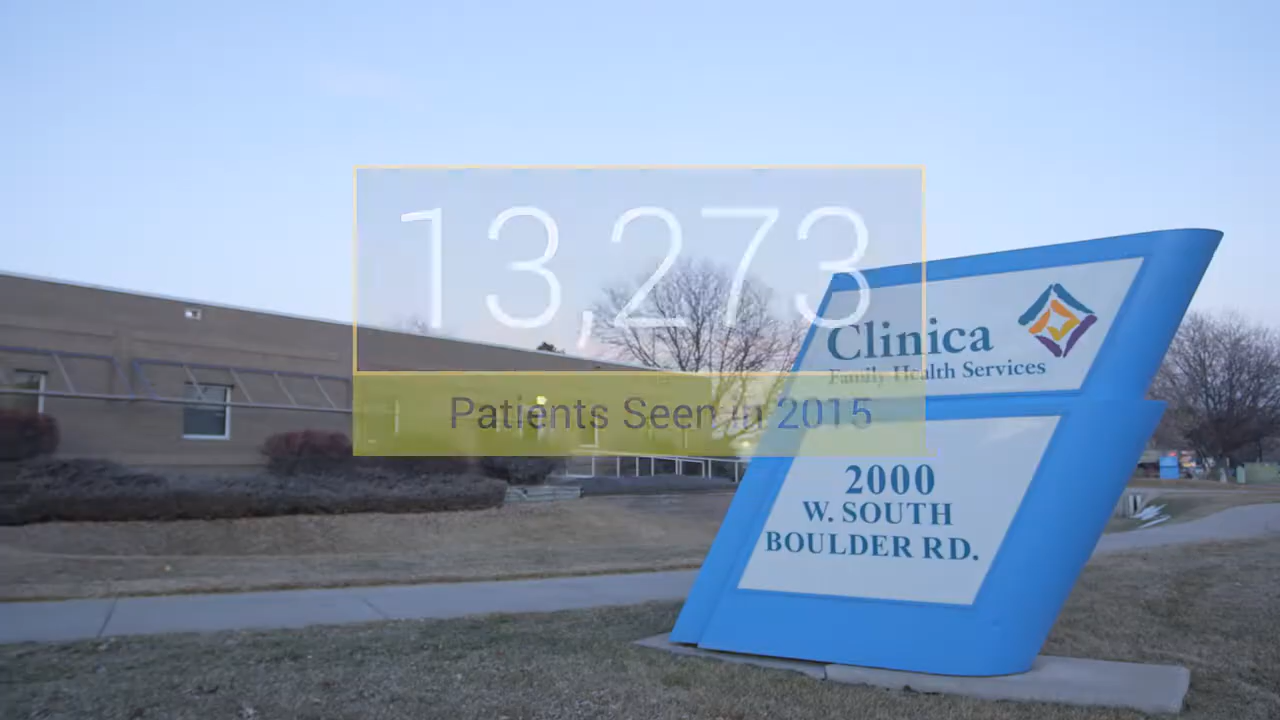 13,273
Patients Seen in 2015
Clinica
Family Health Services
2000
W. SOUTH
BOULDER RD.